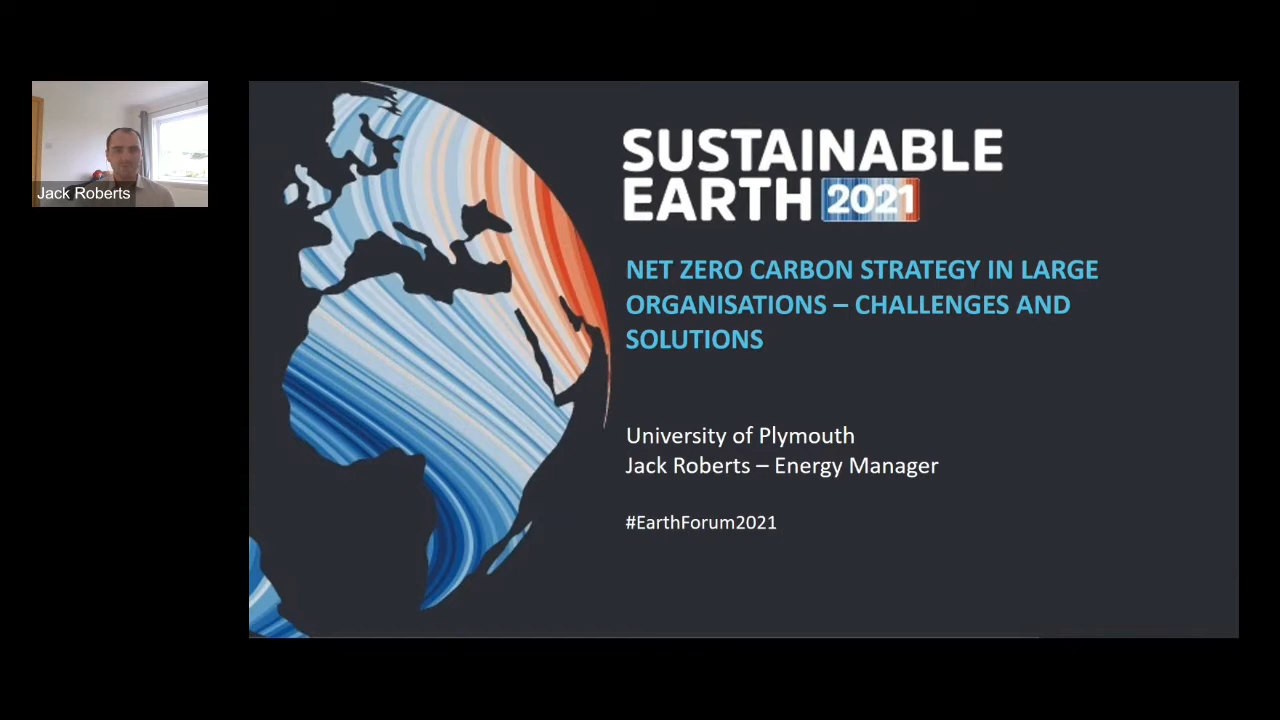 Jack Roberts
SUSTAINABLE
EARTH 2021
NET ZERO CARBON STRATEGY IN LARGE
ORGANISATIONS – CHALLENGES AND
SOLUTIONS
University of Plymouth
Jack Roberts – Energy Manager
#EarthForum2021